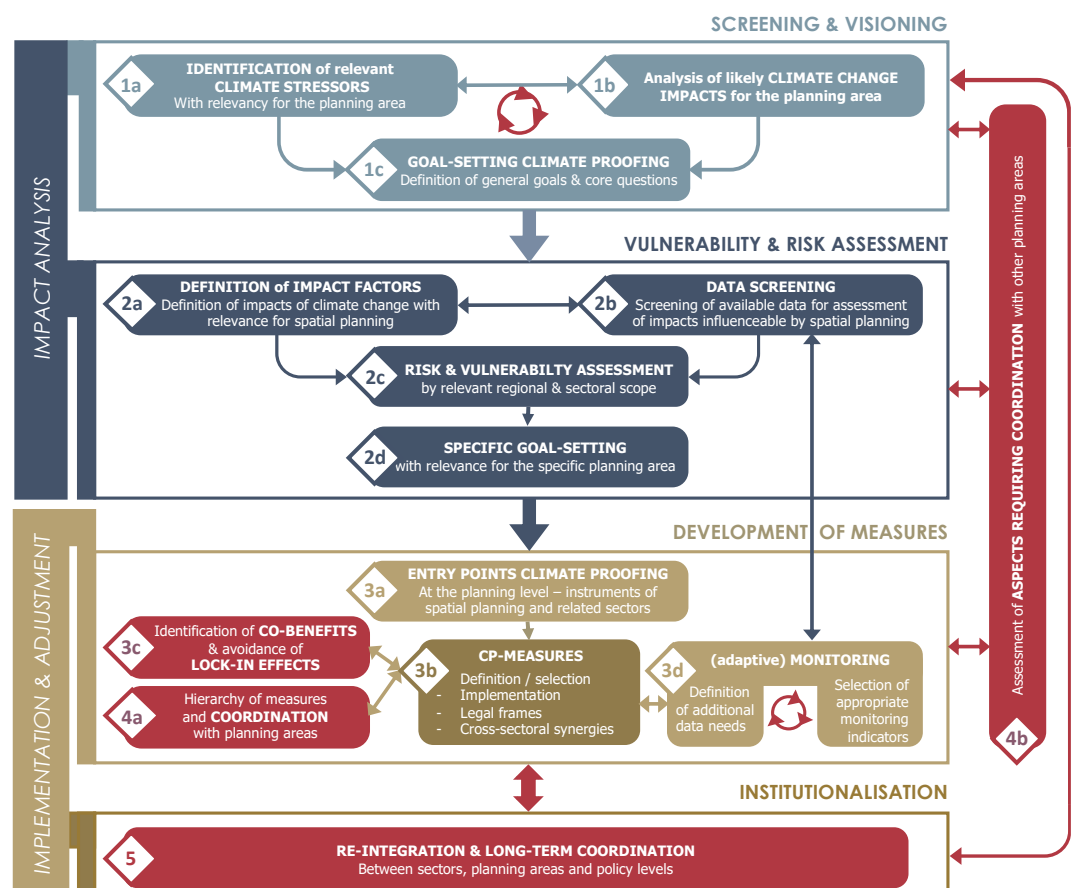 SCREENING & VISIONING
IMPACT ANALYSIS
1a
IDENTIFICATION of relevant
CLIMATE STRESSORS
With relevancy for the planning area
1b
Analysis of likely CLIMATE CHANGE
IMPACTS for the planning area
1c
GOAL-SETTING CLIMATE PROOFING
Definition of general goals & core questions
VULNERABILITY & RISK ASSESSMENT
2a
DEFINITION of IMPACT FACTORS
Definition of impacts of climate change with
relevance for spatial planning
2b
DATA SCREENING
Screening of available data for assessment
of impacts influenceable by spatial planning
2c
RISK & VULNERABILTY ASSESSMENT
by relevant regional & sectoral scope
2d
SPECIFIC GOAL-SETTING
with relevance for the specific planning area
IMPLEMENTATION & ADJUSTMENT
DEVELOPMENT OF MEASURES
3a
ENTRY POINTS CLIMATE PROOFING
At the planning level – instruments of
spatial planning and related sectors
3c
Identification of CO-BENEFITS
& avoidance of
LOCK-IN EFFECTS
4a
Hierarchy of measures
and COORDINATION
with planning areas
3b
CP-MEASURES
- Definition / selection
- Implementation
- Legal frames
- Cross-sectoral synergies
3d
(adaptive) MONITORING
Definition
of additional
data needs
Selection of
appropriate
monitoring
indicators
Assessment of ASPECTS REQUIRING COORDINATION with other planning areas
4b
INSTITUTIONALISATION
5
RE-INTEGRATION & LONG-TERM COORDINATION
Between sectors, planning areas and policy levels